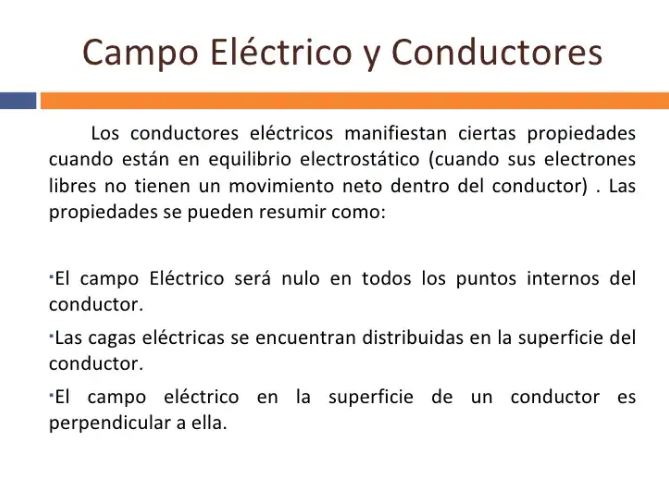 Campo Eléctrico y Conductores
Los conductores eléctricos manifiestan ciertas propiedades
cuando están en equilibrio electrostático (cuando sus electrones
libres no tienen un movimiento neto dentro del conductor) . Las
propiedades se pueden resumir como:
▪El campo Eléctrico será nulo en todos los puntos internos del
conductor.
▪Las cagas eléctricas se encuentran distribuidas en la superficie del
conductor.
▪El campo eléctrico en la superficie de un conductor es
perpendicular a ella.